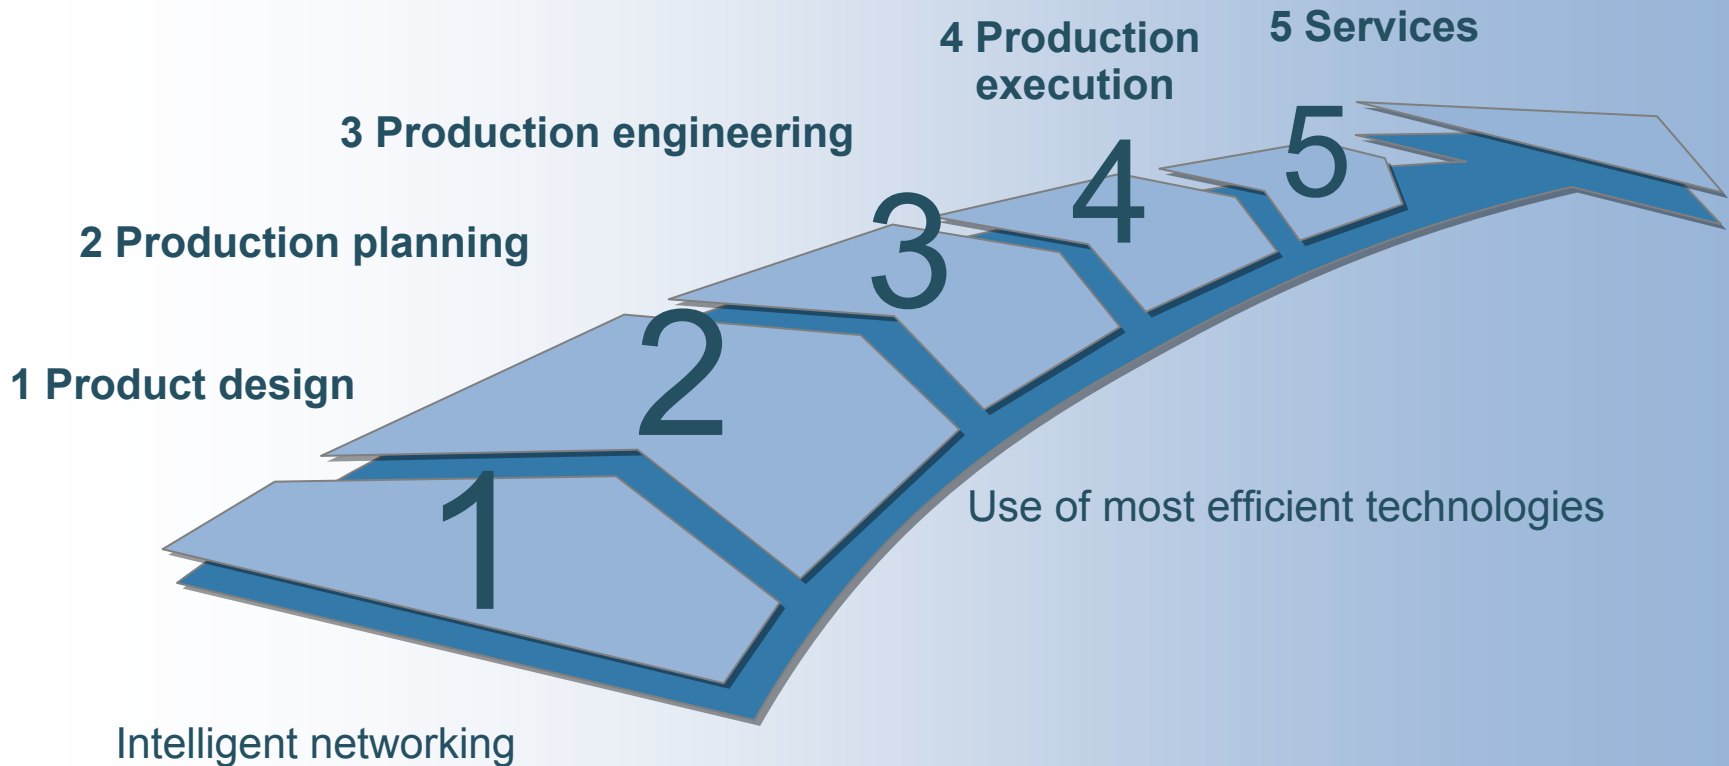 4 Production
execution
5 Services
3 Production engineering
2 Production planning
1 Product design
1
2
3
4
5
Use of most efficient technologies
Intelligent networking